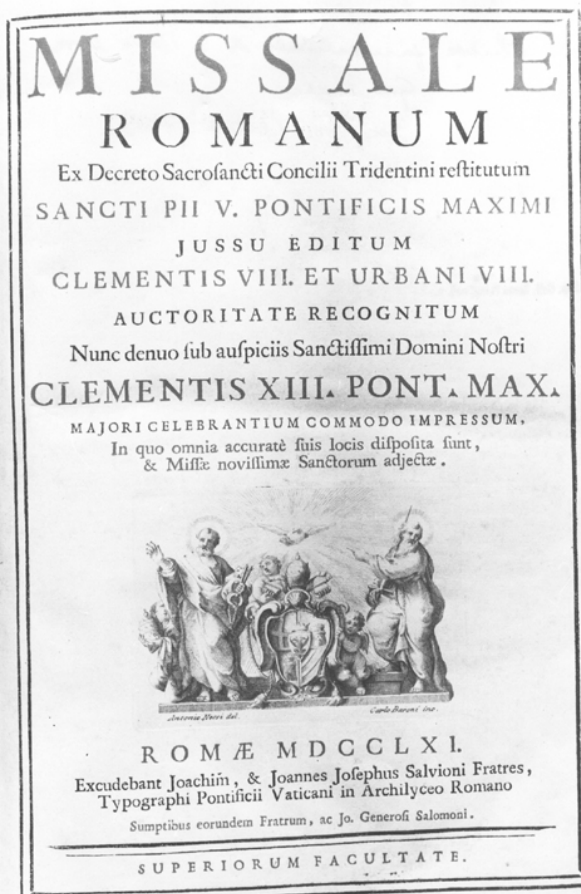 MISSALE
ROMANUM
Ex Decreto Sacroſancti Concilii Tridentini reſtitutum
SANCTI PII V. PONTIFICIS MAXIMI
JUSSU EDITUM
CLEMENTIS VIII. ET URBANI VIII.
AUCTORITATE RECOGNITUM
Nunc denuo ſub auſpiciis Sanctiſſimi Domini Noſtri
CLEMENTIS XIII. PONT. MAX.
MAJORI CELEBRANTIUM COMMODO IMPRESSUM,
In quo omnia accuratè ſuis locis diſpoſita ſunt,
& Miſſæ noviſſimæ Sanctorum adjectæ.
Antonio Nessi del.
Carlo Baroni inc.
ROMÆ MDCCLXI.
Excudebant Joachim̃, & Joannes Joſephus Salvioni Fratres,
Typographi Pontificii Vaticani in Archilyceo Romano
Sumptibus eorundem Fratrum, ac Jo. Generoſi Salomoni.
SUPERIORUM FACULTATE.